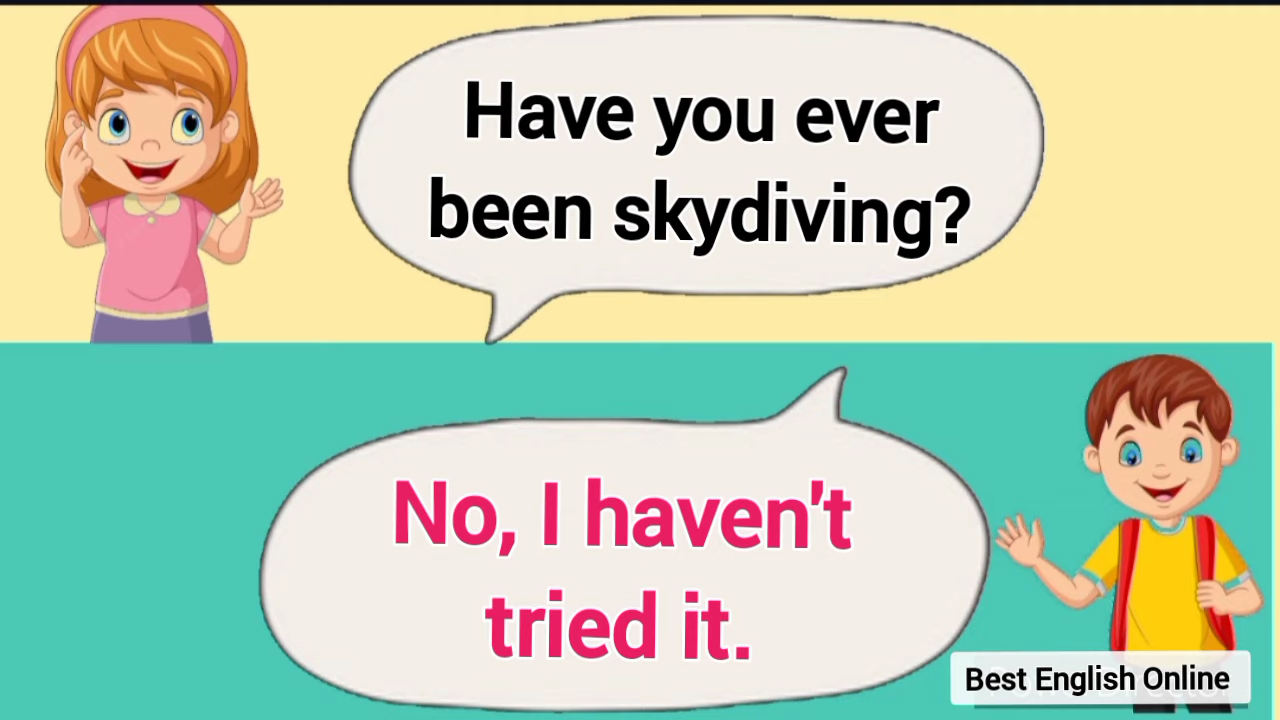 Have you ever
been skydiving?
No, I haven't
tried it.
Best English Online